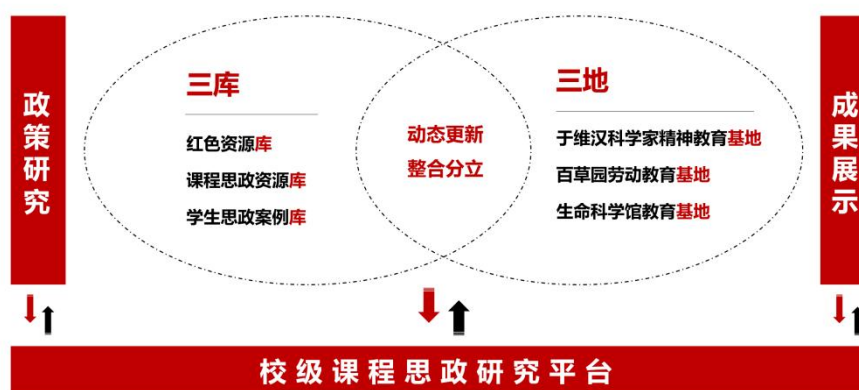 政策研究
三库
红色资源库
课程思政资源库
学生思政案例库
动态更新
整合分立
三地
于维汉科学家精神教育基地
百草园劳动教育基地
生命科学馆教育基地
成果展示
校级课程思政研究平台